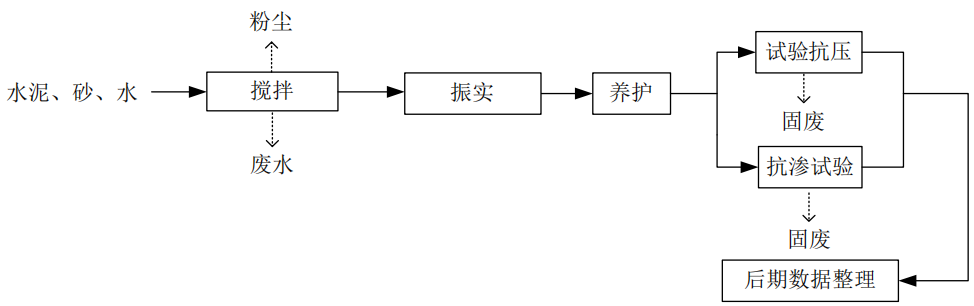 粉尘
水泥、砂、水
搅拌
振实
养护
试验抗压
固废
废水
抗渗试验
固废
后期数据整理